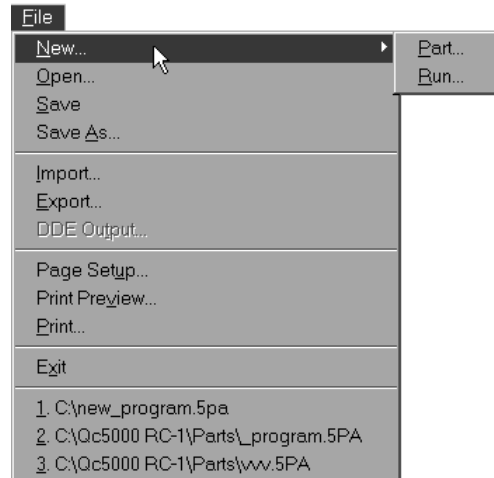 File
New...
Part...
Open...
Run...
Save
Save As...
Import...
Export...
DDE Output...
Page Setup...
Print Preview...
Print...
Exit
1. C:\new_program.5pa
2. C:\Qc5000 RC-1\Parts\_program.5PA
3. C:\Qc5000 RC-1\Parts\vvv.5PA